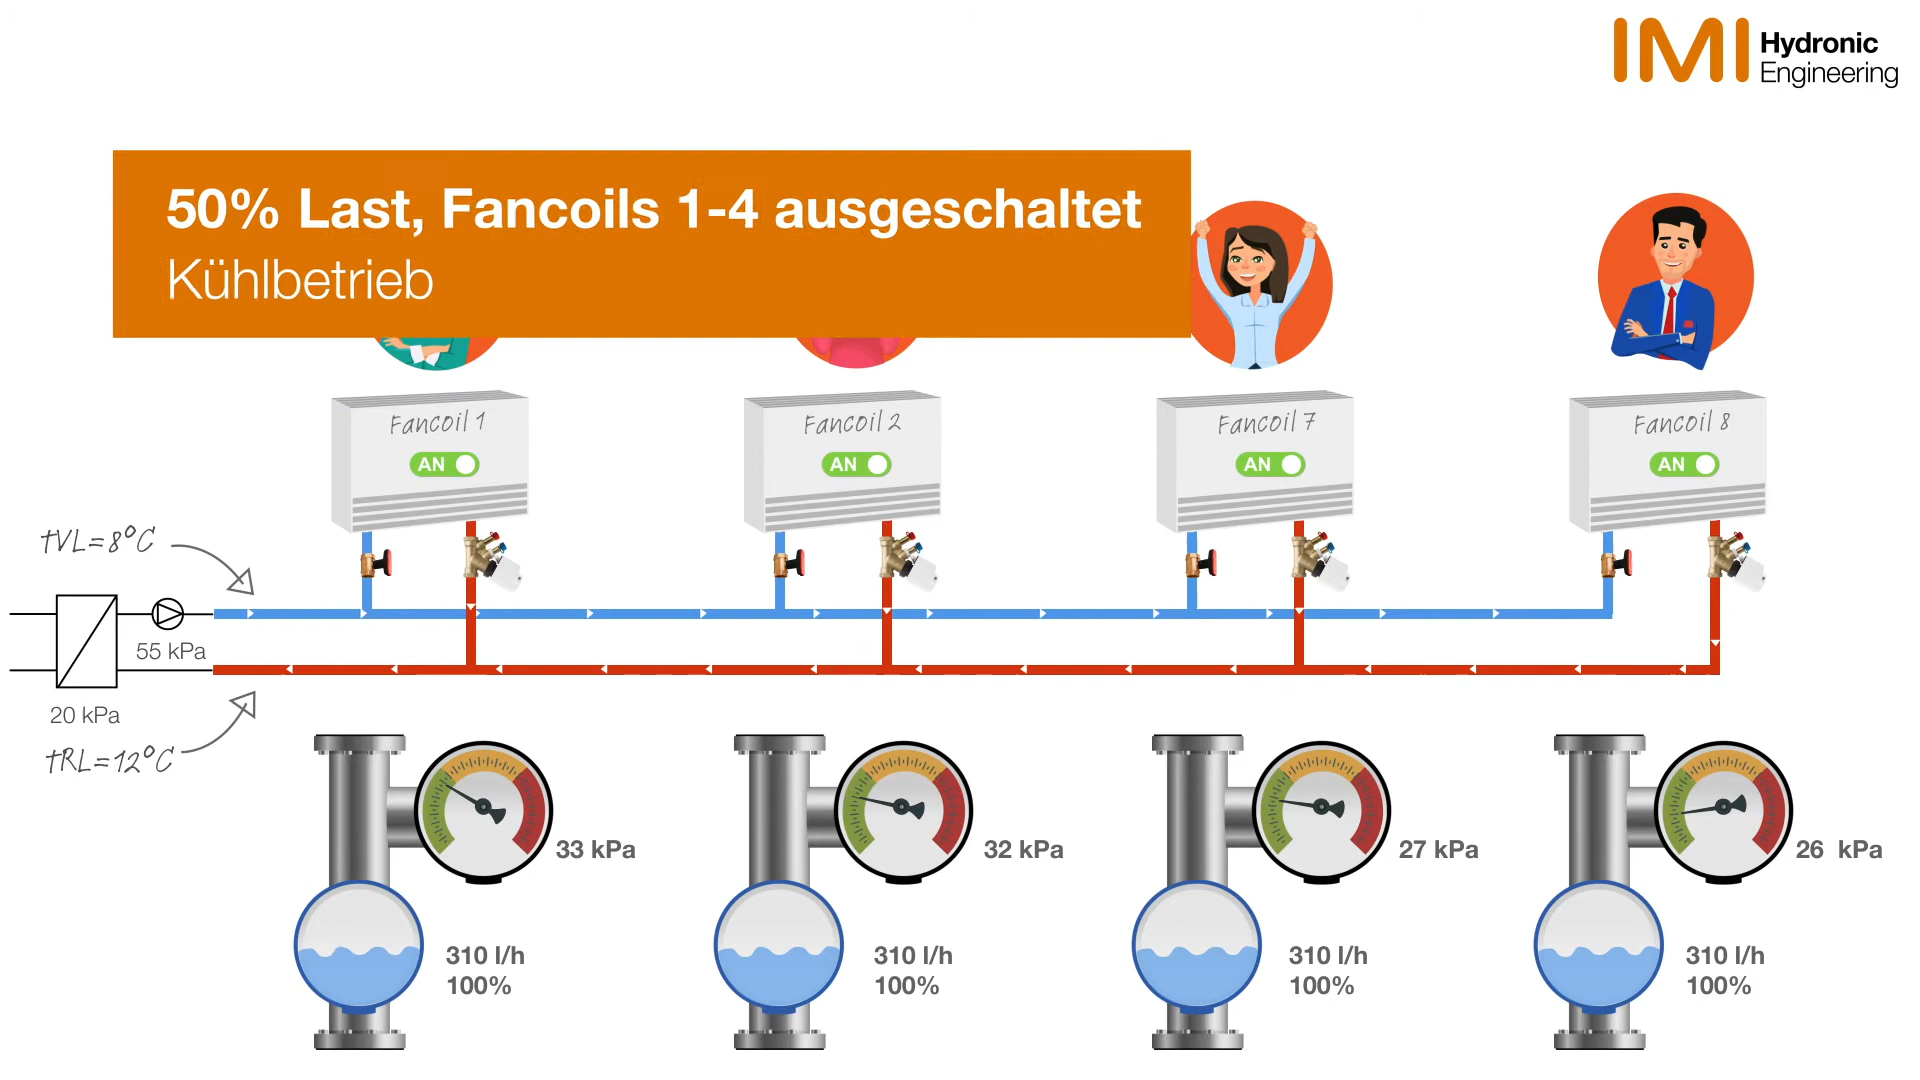 IMI Hydronic
Engineering
50% Last, Fancoils 1-4 ausgeschaltet
Kühlbetrieb
Fancoil 1
Fancoil 2
Fancoil 7
Fancoil 8
AN
AN
AN
AN
tVL=8°C
55 kPa
20 kPa
tRL=12°C
33 kPa
32 kPa
27 kPa
26 kPa
310 l/h
100%
310 l/h
100%
310 l/h
100%
310 l/h
100%